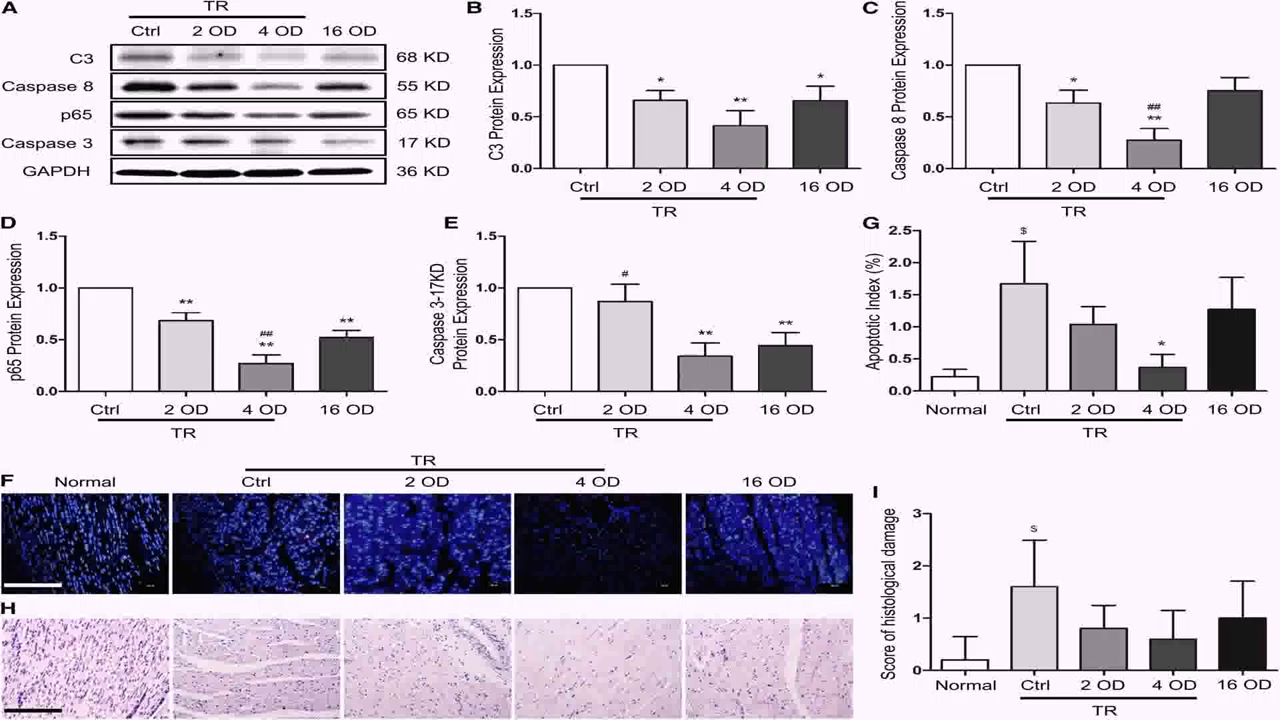 A
TR
Ctrl 2 OD 4 OD 16 OD
C3 68 KD
Caspase 8 55 KD
p65 65 KD
Caspase 3 17 KD
GAPDH 36 KD
B
C3 Protein Expression
1.5
1.0
0.5
0.0
* ** *
Ctrl 2 OD 4 OD 16 OD
TR
C
Caspase 8 Protein Expression
1.5
1.0
0.5
0.0
*
##
**
Ctrl 2 OD 4 OD 16 OD
TR
D
p65 Protein Expression
1.5
1.0
0.5
0.0
**
##
**
**
Ctrl 2 OD 4 OD 16 OD
TR
E
Caspase 3-17KD
Protein Expression
1.5
1.0
0.5
0.0
#
**
**
Ctrl 2 OD 4 OD 16 OD
TR
G
Apoptotic Index (%)
2.5
2.0
1.5
1.0
0.5
0.0
$
*
Normal Ctrl 2 OD 4 OD 16 OD
TR
F
TR
Normal Ctrl 2 OD 4 OD 16 OD
H
I
Score of histological damage
3
2
1
0
$
Normal Ctrl 2 OD 4 OD 16 OD
TR